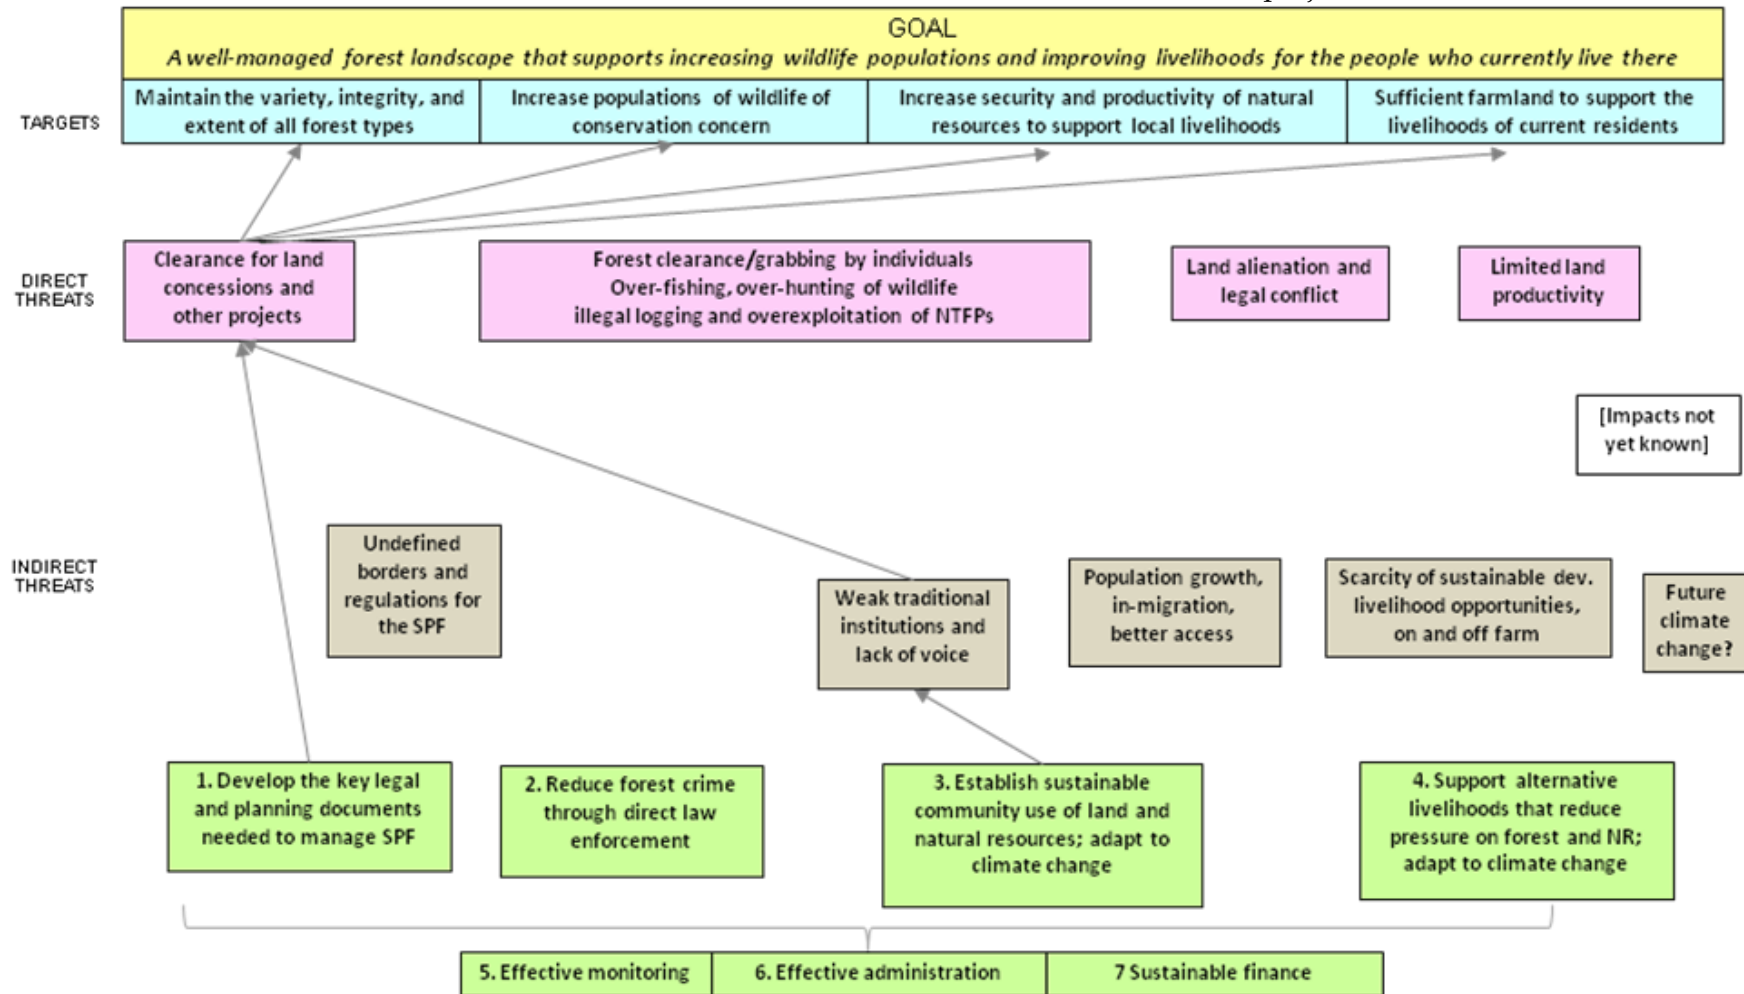 GOAL
A well-managed forest landscape that supports increasing wildlife populations and improving livelihoods for the people who currently live there
TARGETS
Maintain the variety, integrity, and
extent of all forest types
Increase populations of wildlife of
conservation concern
Increase security and productivity of natural
resources to support local livelihoods
Sufficient farmland to support the
livelihoods of current residents
DIRECT
THREATS
Clearance for land
concessions and
other projects
Forest clearance/grabbing by individuals
Over-fishing, over-hunting of wildlife
illegal logging and overexploitation of NTFPs
Land alienation and
legal conflict
Limited land
productivity
[Impacts not
yet known]
INDIRECT
THREATS
Undefined
borders and
regulations for
the SPF
Weak traditional
institutions and
lack of voice
Population growth,
in-migration,
better access
Scarcity of sustainable dev.
livelihood opportunities,
on and off farm
Future
climate
change?
1. Develop the key legal
and planning documents
needed to manage SPF
2. Reduce forest crime
through direct law
enforcement
3. Establish sustainable
community use of land and
natural resources; adapt to
climate change
4. Support alternative
livelihoods that reduce
pressure on forest and NR;
adapt to climate change
5. Effective monitoring
6. Effective administration
7 Sustainable finance